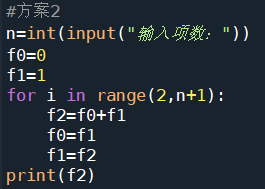 #方案2
n=int(input("输入项数: "))
f0=0
f1=1
for i in range(2,n+1):
    f2=f0+f1
    f0=f1
    f1=f2
print(f2)